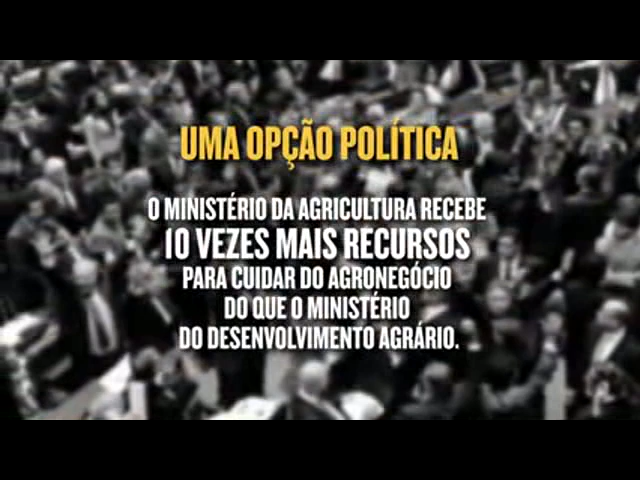 UMA OPÇÃO POLÍTICA
O MINISTÉRIO DA AGRICULTURA RECEBE
10 VEZES MAIS RECURSOS
PARA CUIDAR DO AGRONEGÓCIO
DO QUE O MINISTÉRIO
DO DESENVOLVIMENTO AGRÁRIO.